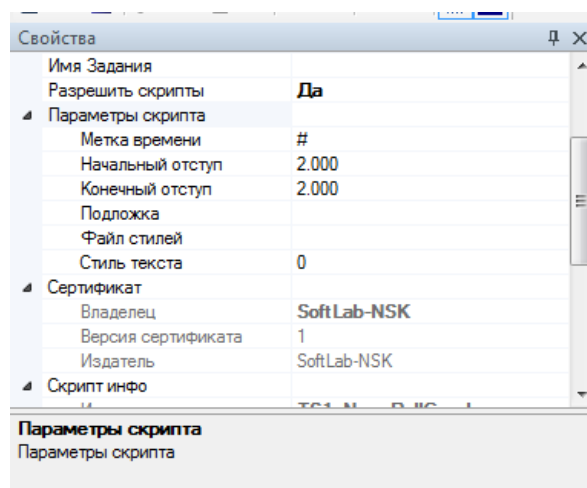 Свойства
Имя Задания
Разрешить скрипты Да
Параметры скрипта
Метка времени #
Начальный отступ 2.000
Конечный отступ 2.000
Подложка
Файл стилей
Стиль текста 0
Сертификат
Владелец SoftLab-NSK
Версия сертификата 1
Издатель SoftLab-NSK
Скрипт инфо
Параметры скрипта
Параметры скрипта